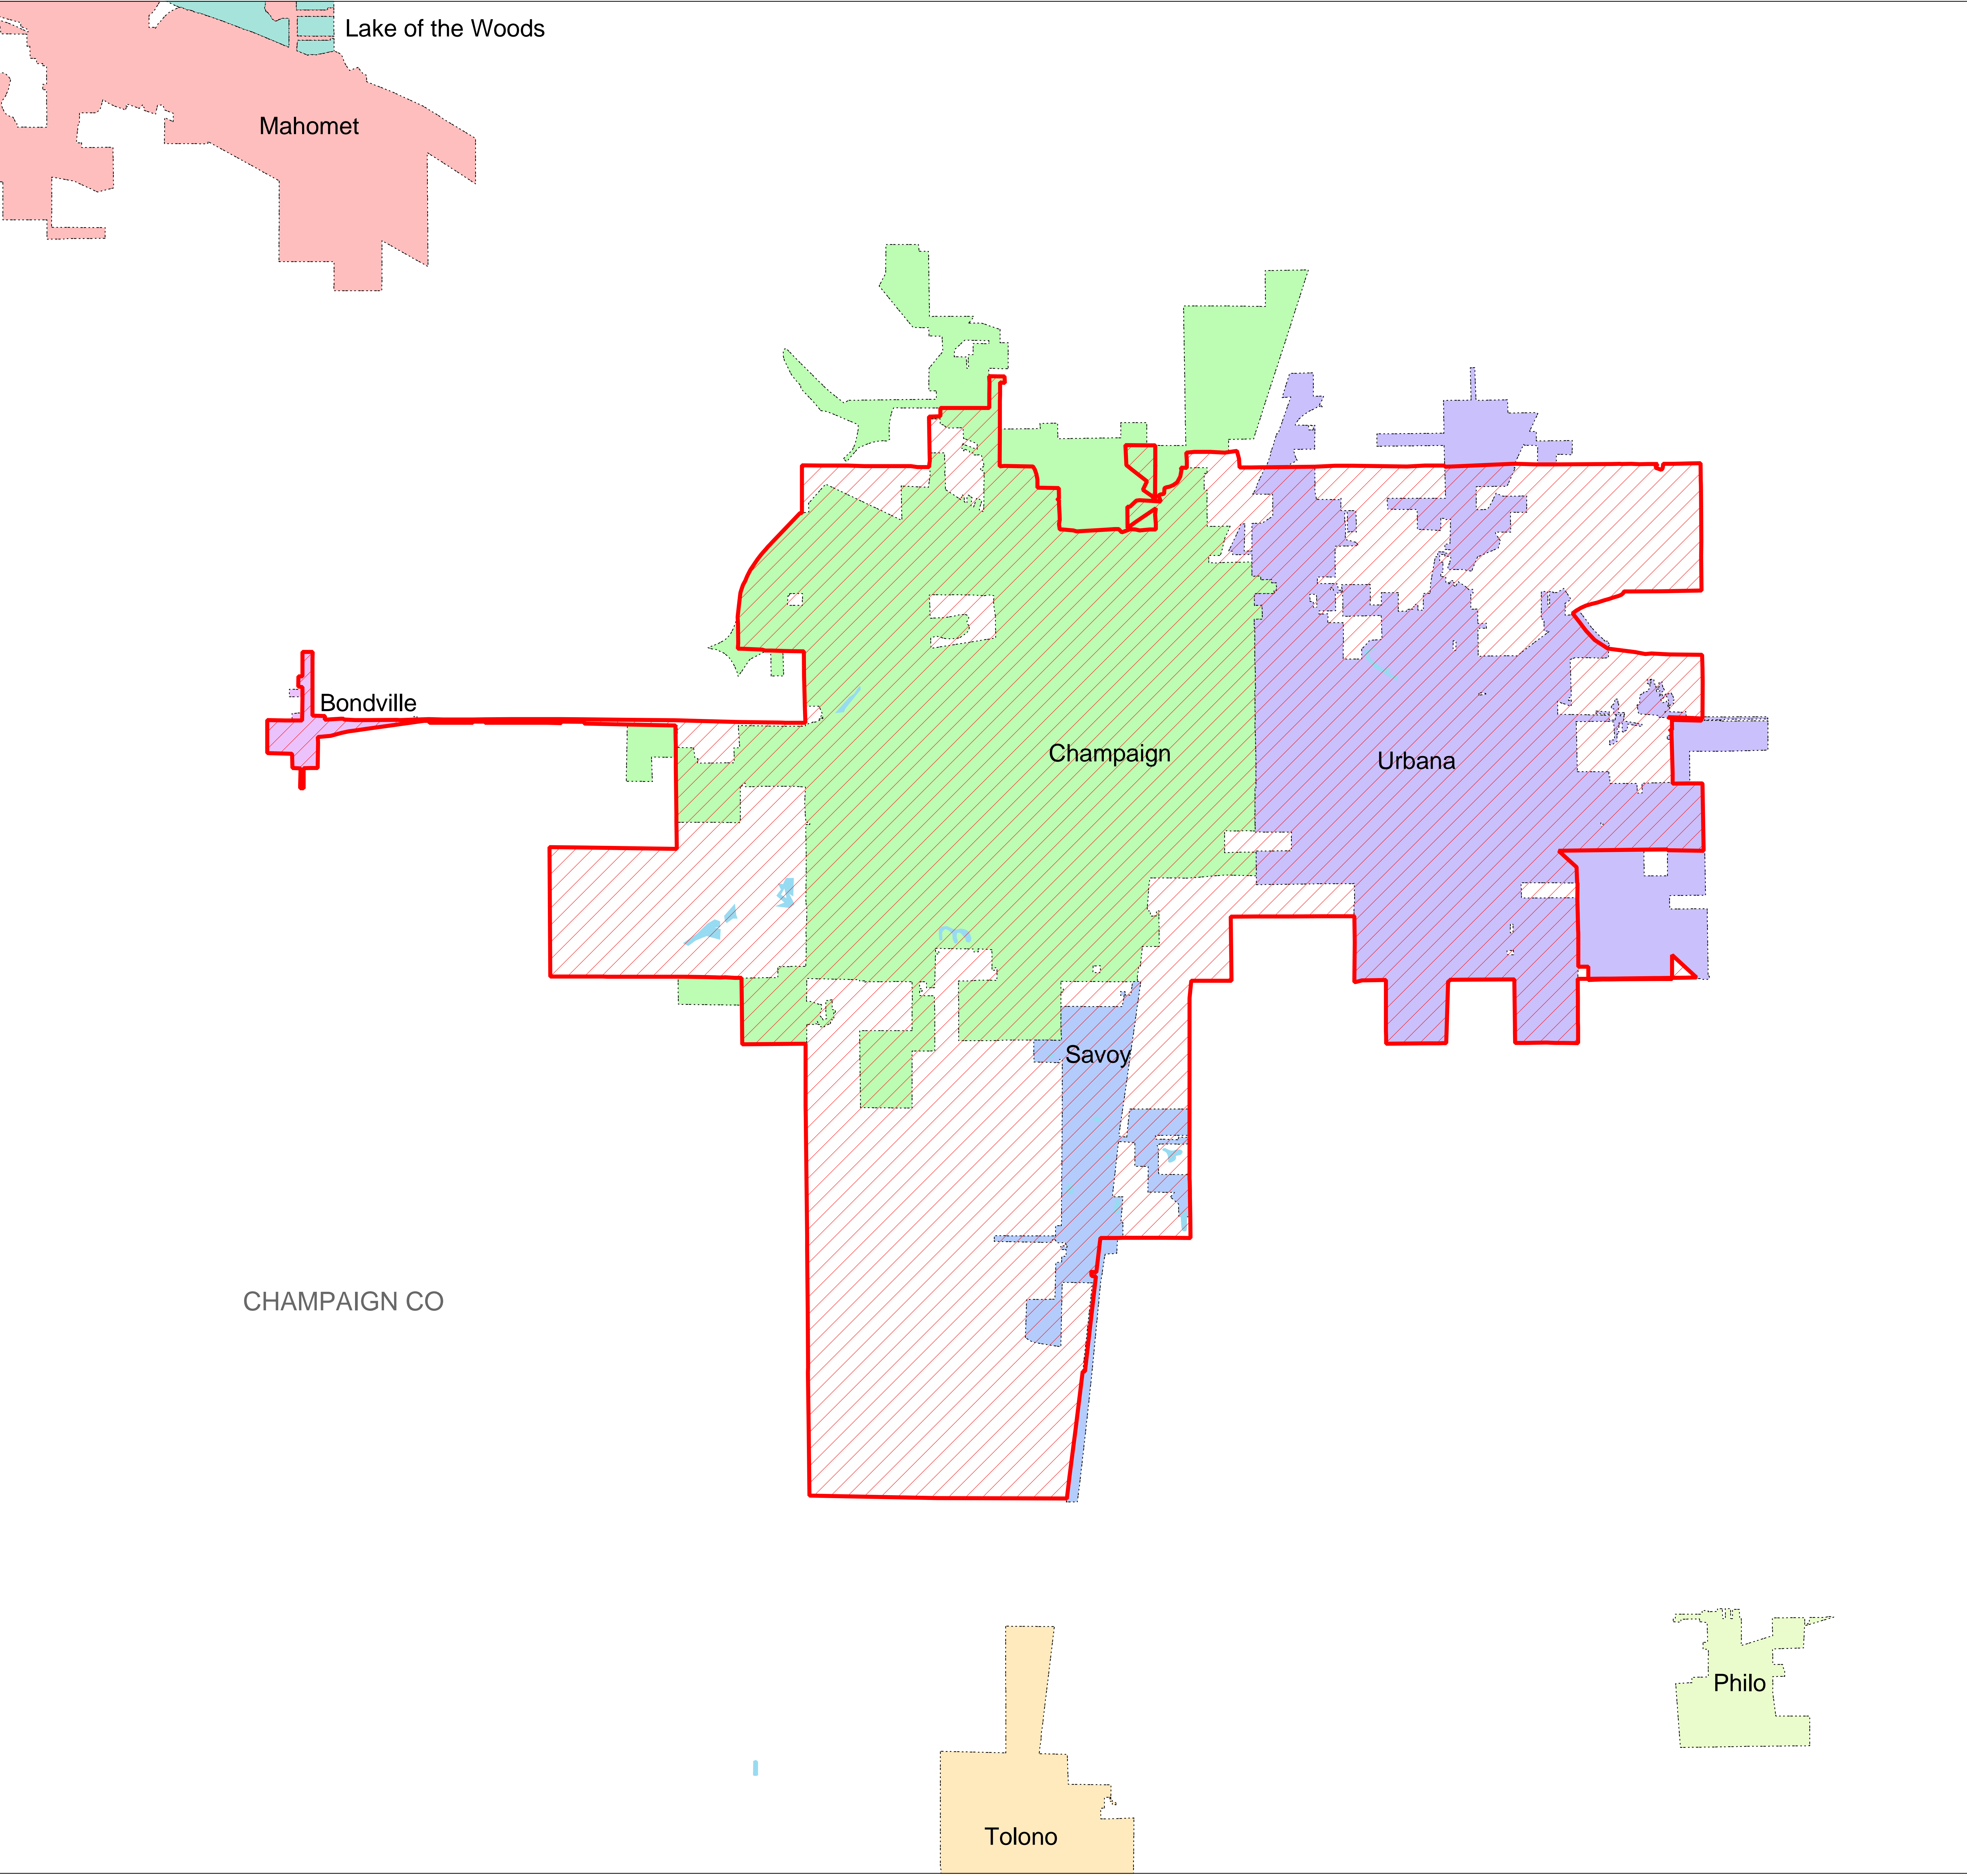 Lake of the Woods
Mahomet
Bondville
Champaign
Urbana
Savoy
CHAMPAIGN CO
Philo
Tolono